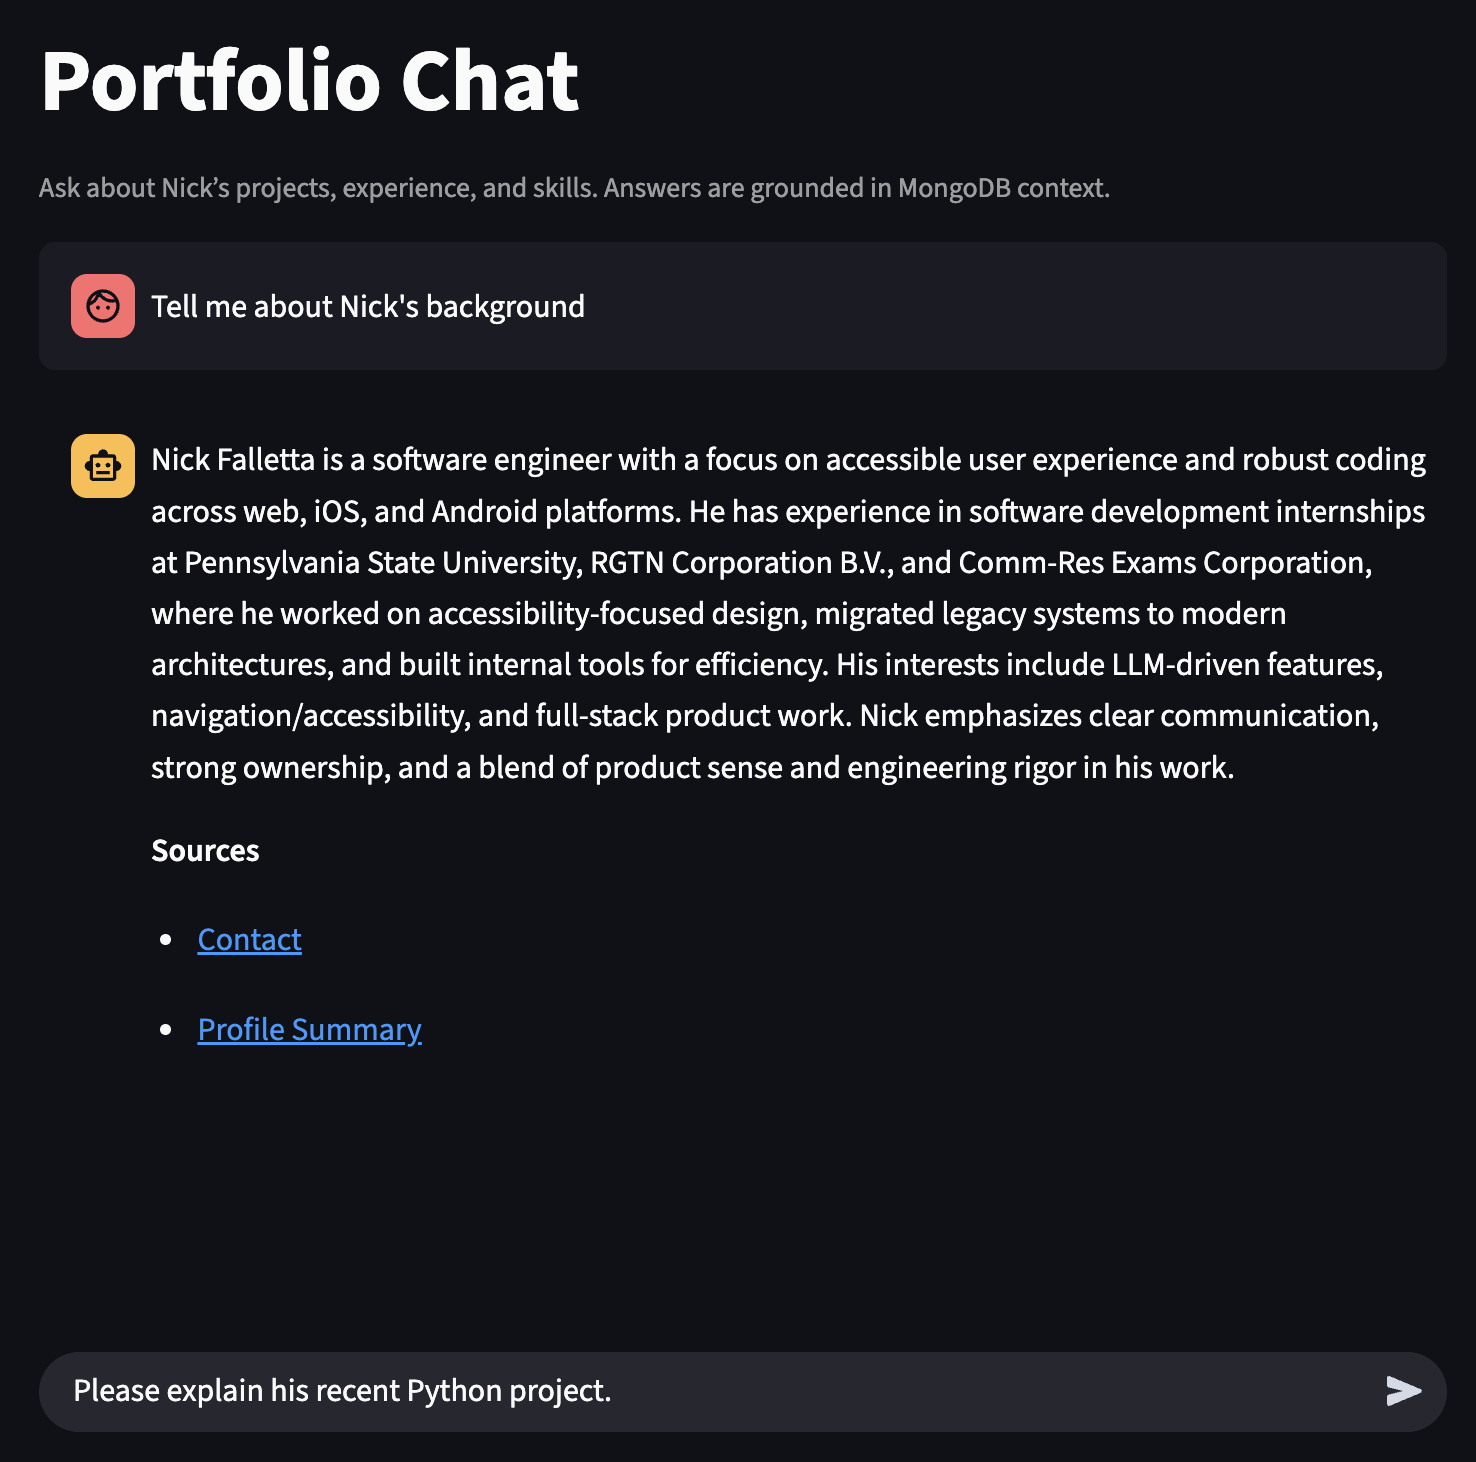 Portfolio Chat
Ask about Nick’s projects, experience, and skills. Answers are grounded in MongoDB context.
Tell me about Nick's background
Nick Falletta is a software engineer with a focus on accessible user experience and robust coding
across web, iOS, and Android platforms. He has experience in software development internships
at Pennsylvania State University, RGTN Corporation B.V., and Comm-Res Exams Corporation,
where he worked on accessibility-focused design, migrated legacy systems to modern
architectures, and built internal tools for efficiency. His interests include LLM-driven features,
navigation/accessibility, and full-stack product work. Nick emphasizes clear communication,
strong ownership, and a blend of product sense and engineering rigor in his work.
Sources
• Contact
• Profile Summary
Please explain his recent Python project.